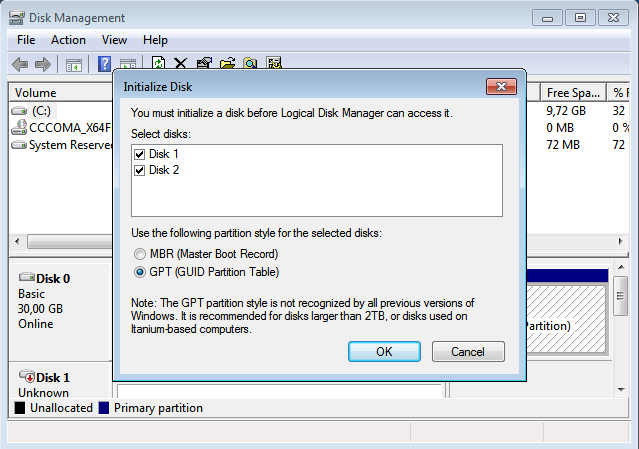 Disk Management
File Action View Help
Initialize Disk
Volume
Free Spa...
% F
(C:)
9,72 GB
32
CCCOMA_X64F
0 MB
0 %
System Reserved
72 MB
72
You must initialize a disk before Logical Disk Manager can access it.
Select disks:
Disk 1
Disk 2
Use the following partition style for the selected disks:
MBR (Master Boot Record)
GPT (GUID Partition Table)
Note: The GPT partition style is not recognized by all previous versions of
Windows. It is recommended for disks larger than 2TB, or disks used on
Itanium-based computers.
OK
Cancel
Disk 0
Basic
30,00 GB
Online
Partition)
Disk 1
Unknown
Unallocated
Primary partition